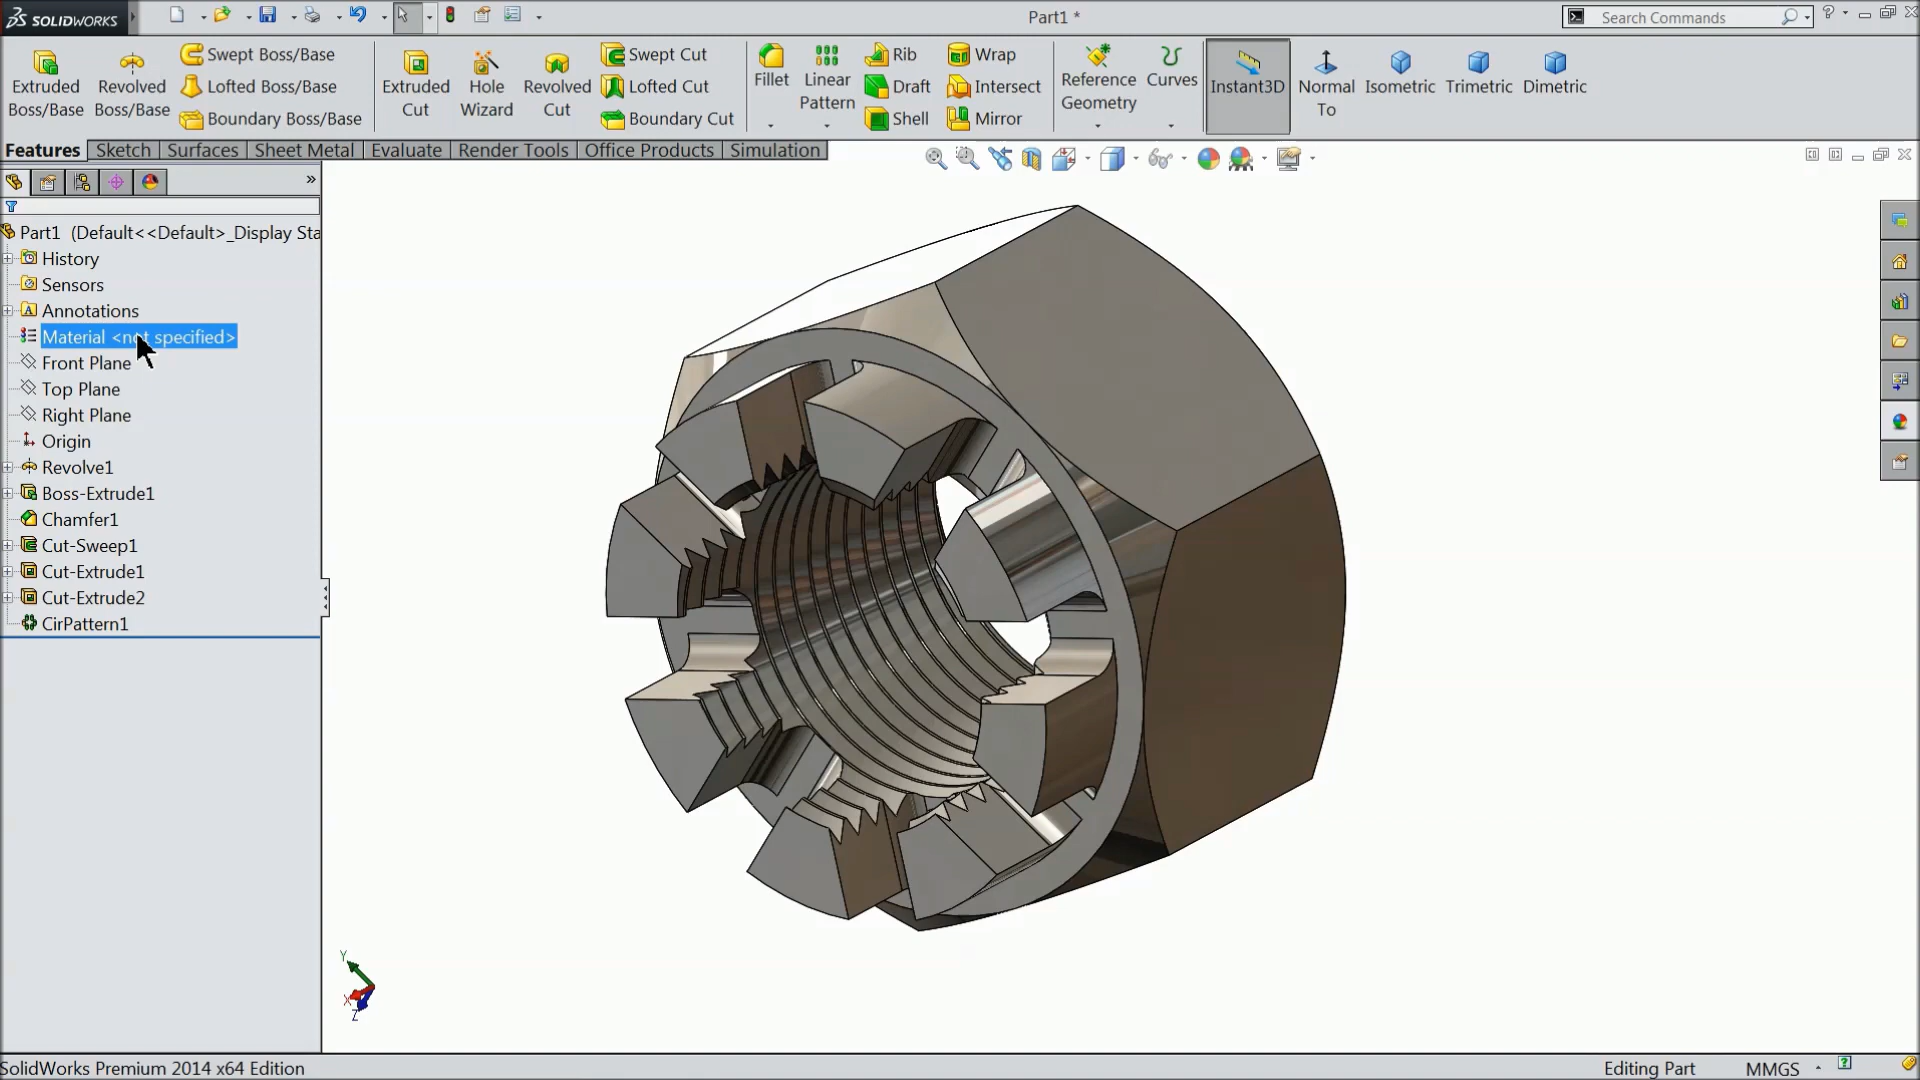 SOLIDWORKS
Part1 *
Search Commands
Extruded Boss/Base
Revolved Boss/Base
Swept Boss/Base
Lofted Boss/Base
Boundary Boss/Base
Extruded Cut
Hole Wizard
Revolved Cut
Swept Cut
Lofted Cut
Boundary Cut
Fillet
Linear Pattern
Rib
Draft
Shell
Wrap
Intersect
Mirror
Reference Geometry
Curves
Instant3D
Normal To
Isometric
Trimetric
Dimetric
Features
Sketch
Surfaces
Sheet Metal
Evaluate
Render Tools
Office Products
Simulation
Part1 (Default<<Default>_Display Sta
History
Sensors
Annotations
Material <not specified>
Front Plane
Top Plane
Right Plane
Origin
Revolve1
Boss-Extrude1
Chamfer1
Cut-Sweep1
Cut-Extrude1
Cut-Extrude2
CirPattern1
Y
X
Z
SolidWorks Premium 2014 x64 Edition
Editing Part
MMGS